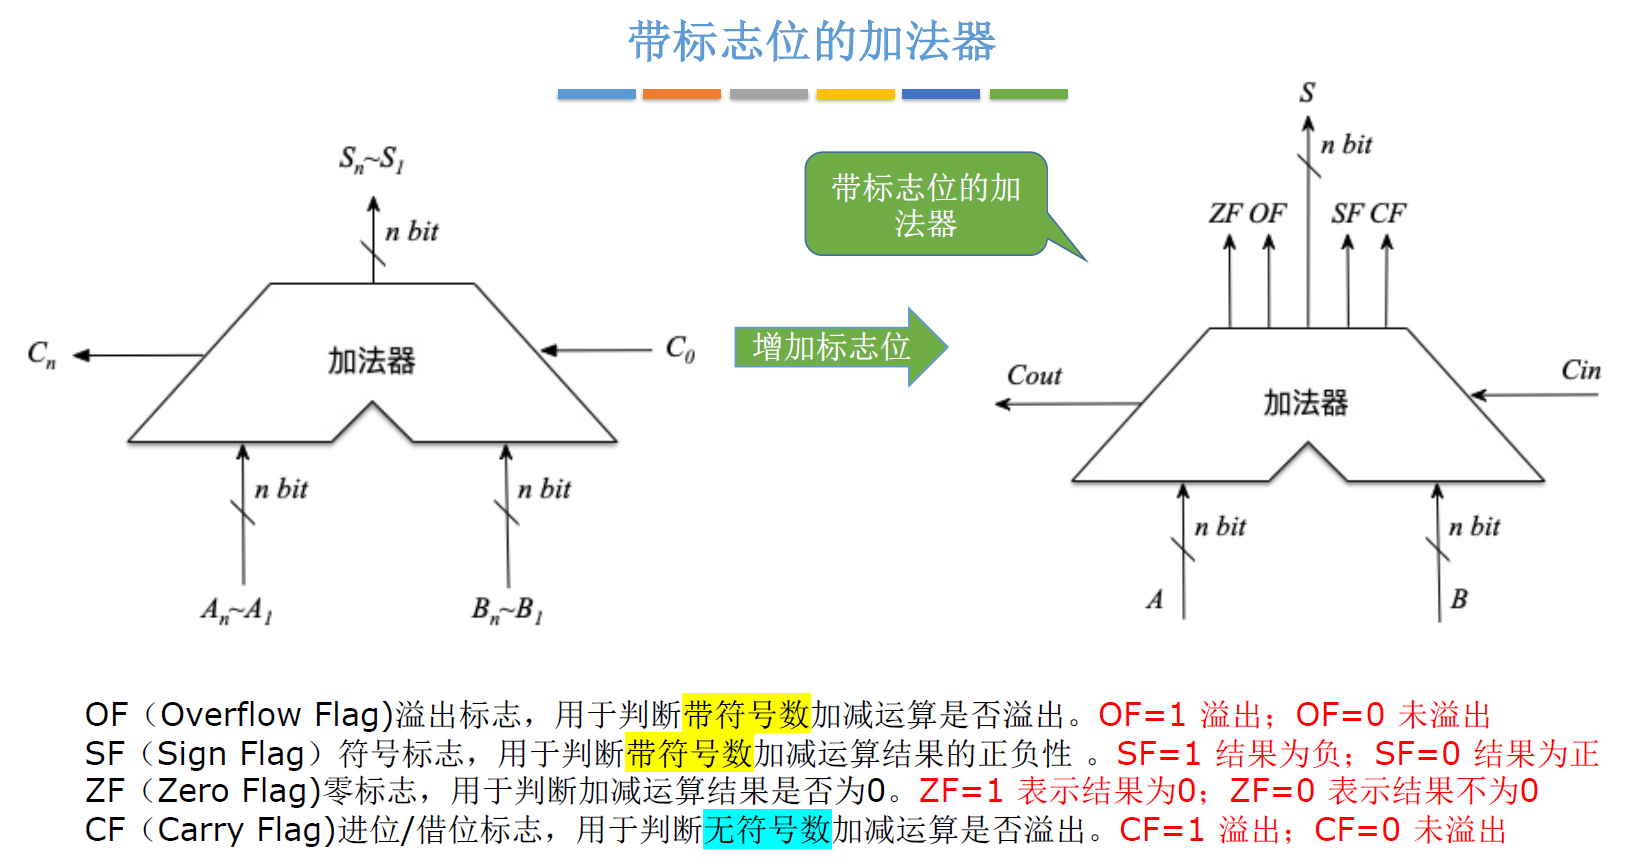 带标志位的加法器
Sn~S1
n bit
Cn
加法器
C0
n bit
n bit
An~A1
Bn~B1
增加标志位
带标志位的加
法器
S
n bit
ZF OF SF CF
Cout
加法器
Cin
n bit
n bit
A
B
OF（Overflow Flag)溢出标志，用于判断带符号数加减运算是否溢出。OF=1 溢出；OF=0 未溢出
SF（Sign Flag）符号标志，用于判断带符号数加减运算结果的正负性 。SF=1 结果为负；SF=0 结果为正
ZF（Zero Flag)零标志，用于判断加减运算结果是否为0。ZF=1 表示结果为0；ZF=0 表示结果不为0
CF（Carry Flag)进位/借位标志，用于判断无符号数加减运算是否溢出。CF=1 溢出；CF=0 未溢出